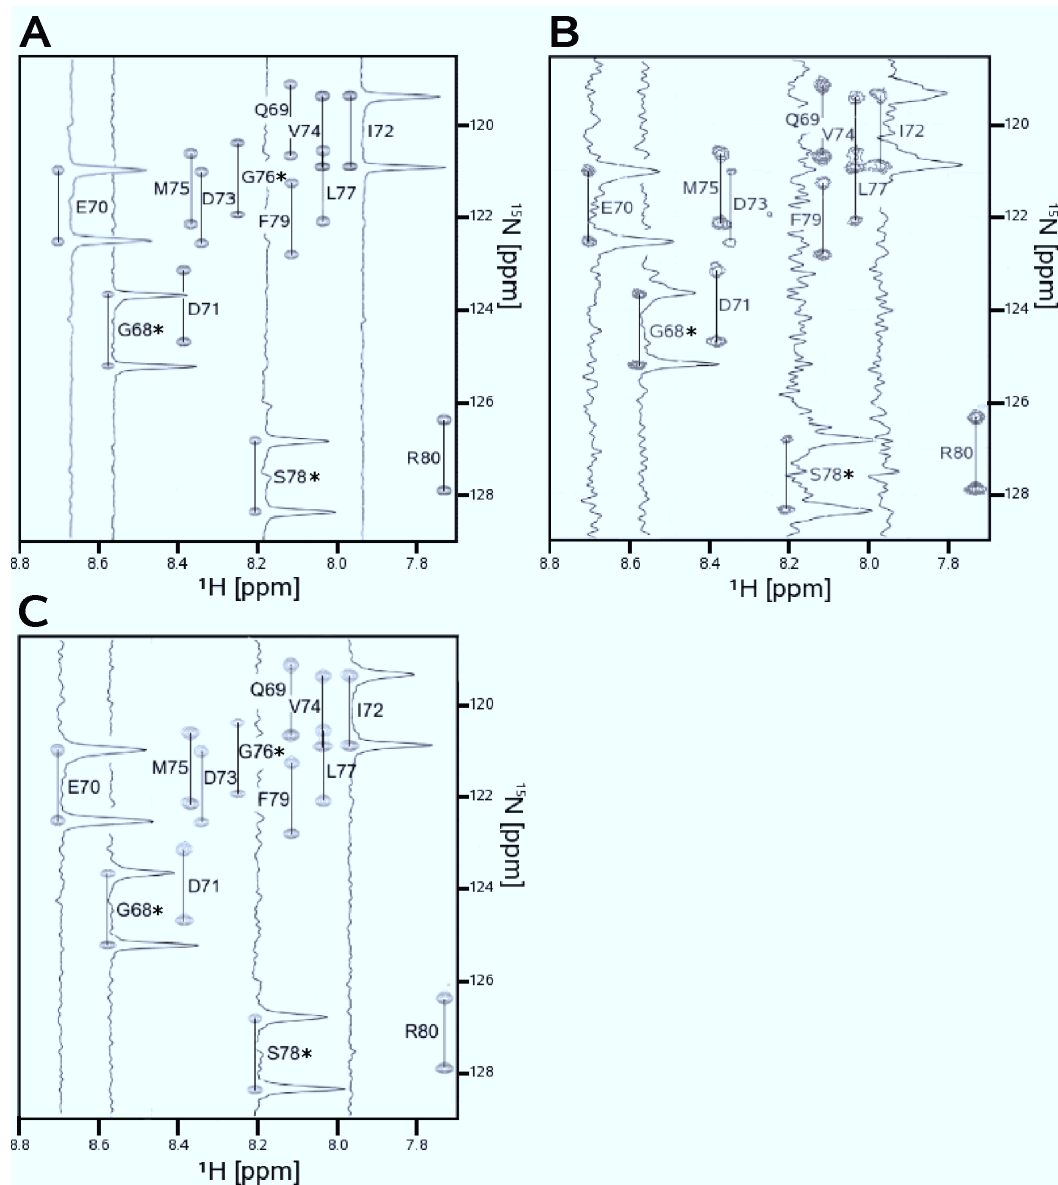 A
Q69
120
V74
I72
M75
D73
G76*
E70
L77
F79
122
¹⁵N [ppm]
124
D71
G68*
126
R80
S78*
128
8.8
8.6
8.4
8.2
8.0
7.8
¹H [ppm]
B
Q69
120
V74
I72
M75
D73
L77
E70
F79
122
¹⁵N [ppm]
124
D71
G68*
126
R80
S78*
128
8.8
8.6
8.4
8.2
8.0
7.8
¹H [ppm]
C
Q69
120
V74
I72
G76*
M75
D73
L77
E70
F79
122
¹⁵N [ppm]
124
D71
G68*
126
R80
S78*
128
8.8
8.6
8.4
8.2
8.0
7.8
¹H [ppm]